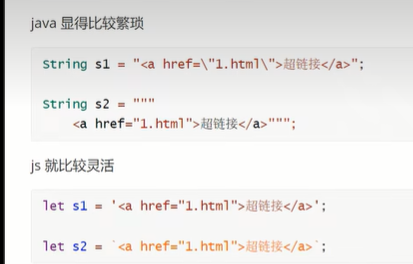 java 显得比较繁琐
String s1 = "<a href=\"1.html\">超链接</a>";
String s2 = """
<a href="1.html">超链接</a>""";
js 就比较灵活
let s1 = '<a href="1.html">超链接</a>';
let s2 = `<a href="1.html">超链接</a>`;